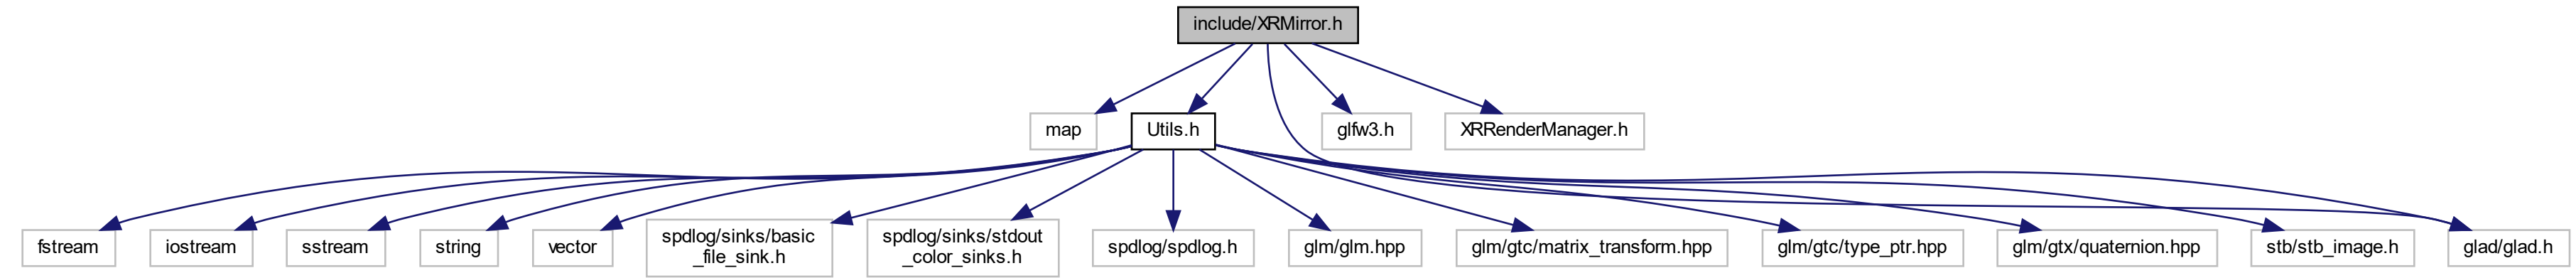 include/XRMirror.h
map
Utils.h
glfw3.h
XRRenderManager.h
fstream
iostream
sstream
string
vector
spdlog/sinks/basic
_file_sink.h
spdlog/sinks/stdout
_color_sinks.h
spdlog/spdlog.h
glm/glm.hpp
glm/gtc/matrix_transform.hpp
glm/gtc/type_ptr.hpp
glm/gtx/quaternion.hpp
stb/stb_image.h
glad/glad.h